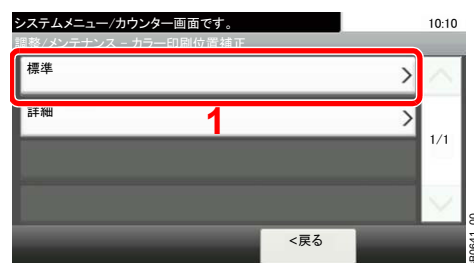 システムメニュー/カウンター画面です。 10:10
調整/メンテナンス - カラー印刷位置補正
標準
詳細
1
1/1
<戻る